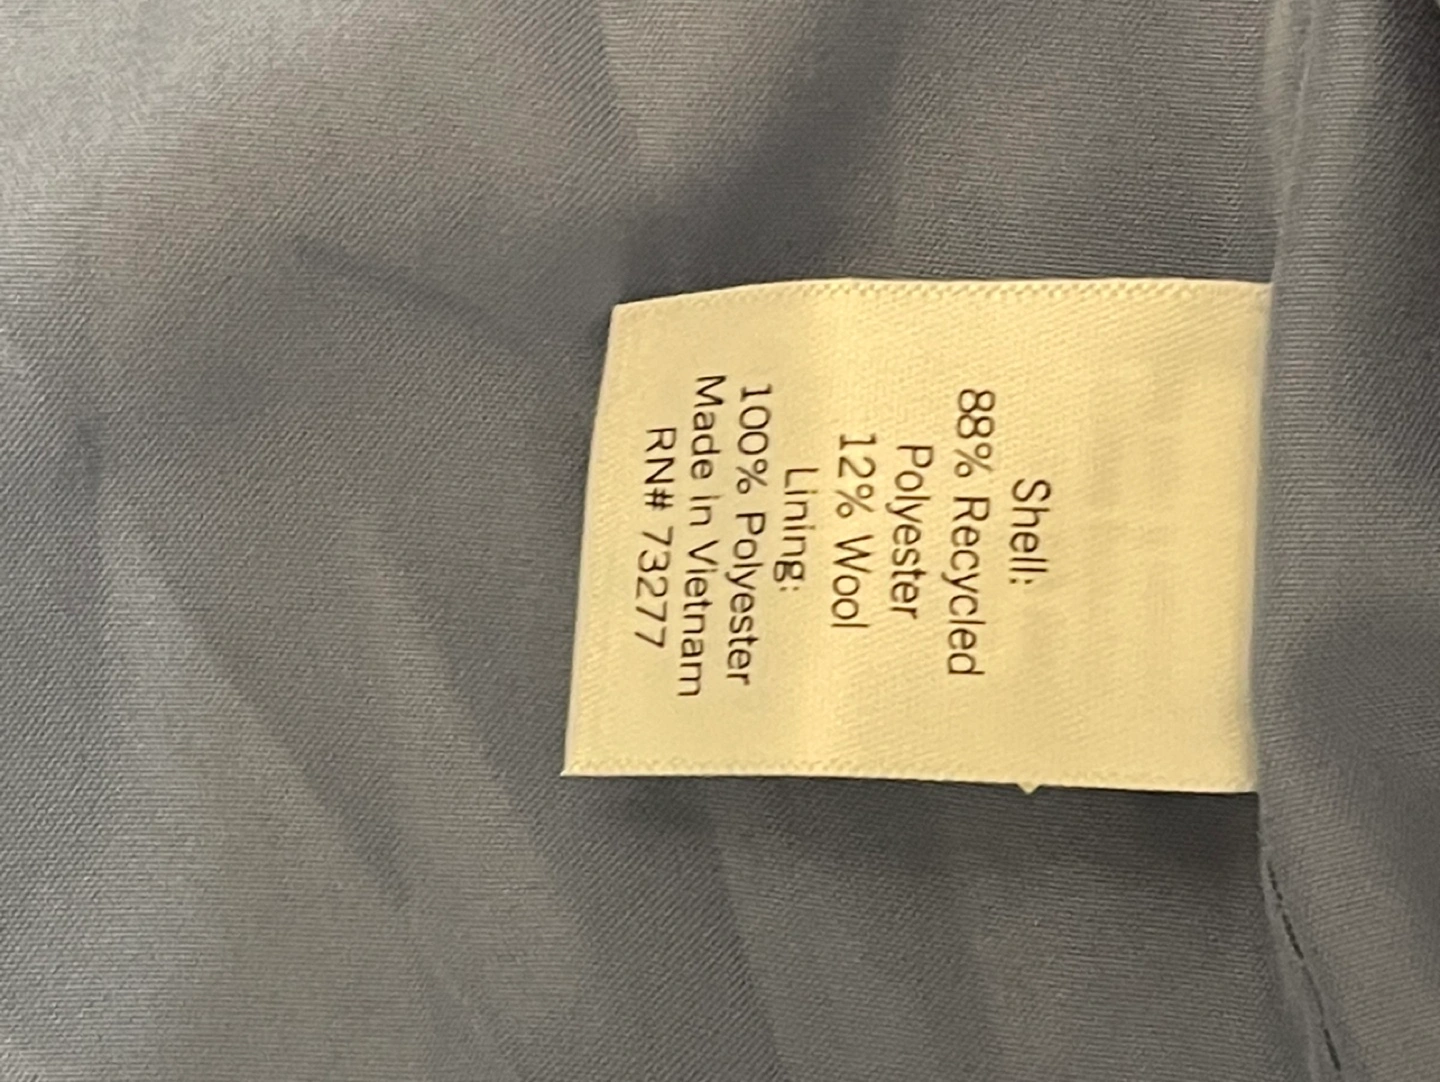 Shell:
88% Recycled
Polyester
12% Wool
Lining:
100% Polyester
Made in Vietnam
RN# 73277